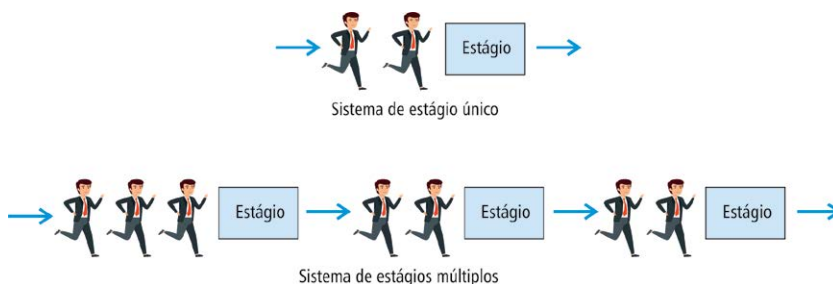 Estágio
Sistema de estágio único
Estágio
Estágio
Estágio
Sistema de estágios múltiplos